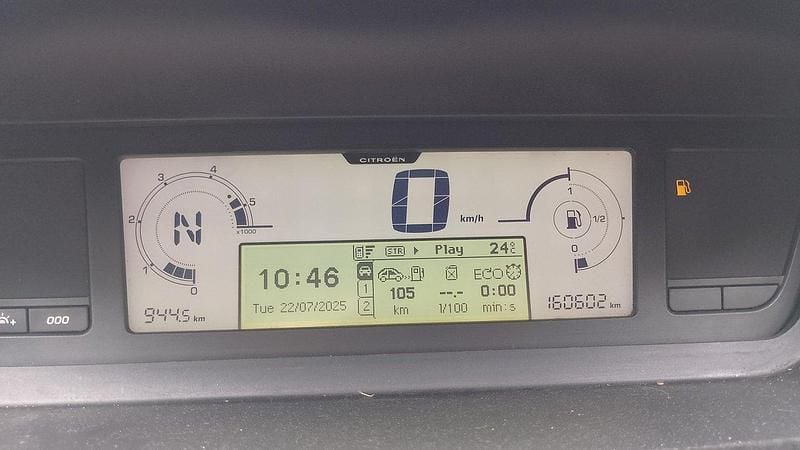 CITROËN
3 4
2 5
1 x1000
0
N
0 km/h
1
1/2
0
STR Play 24°C
10:46
Tue 22/07/2025
1
2
105
km
--.-
1/100
ECO
0:00
min:s
944.5 km
160602 km
000